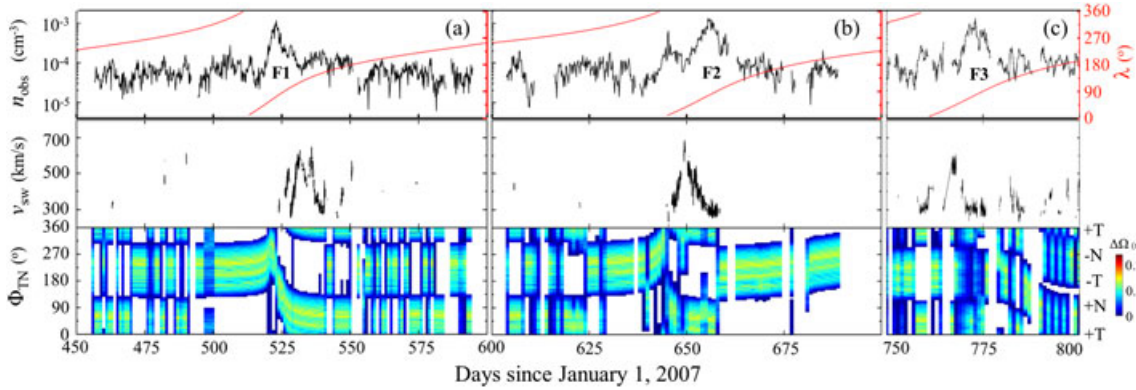 (a) (b) (c)
10⁻³ 360
n_obs (cm⁻³) 10⁻⁴ F1 F2 F3 270 180 λ (°)
10⁻⁵ 90 0
v_sw (km/s) 700 500 300
360 +T
270 -N ΔΩ
Φ_TN (°) 180 -T 0.
90 +N 0.
0 +T 0
450 475 500 525 550 575 600 625 650 675 750 775 800
Days since January 1, 2007